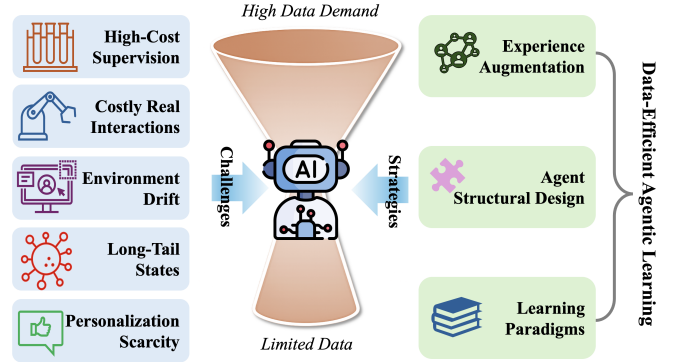 High Data Demand
High-Cost
Supervision
Costly Real
Interactions
Environment
Drift
Long-Tail
States
Personalization
Scarcity
Challenges
AI
Strategies
Limited Data
Experience
Augmentation
Agent
Structural Design
Learning
Paradigms
Data-Efficient Agentic Learning